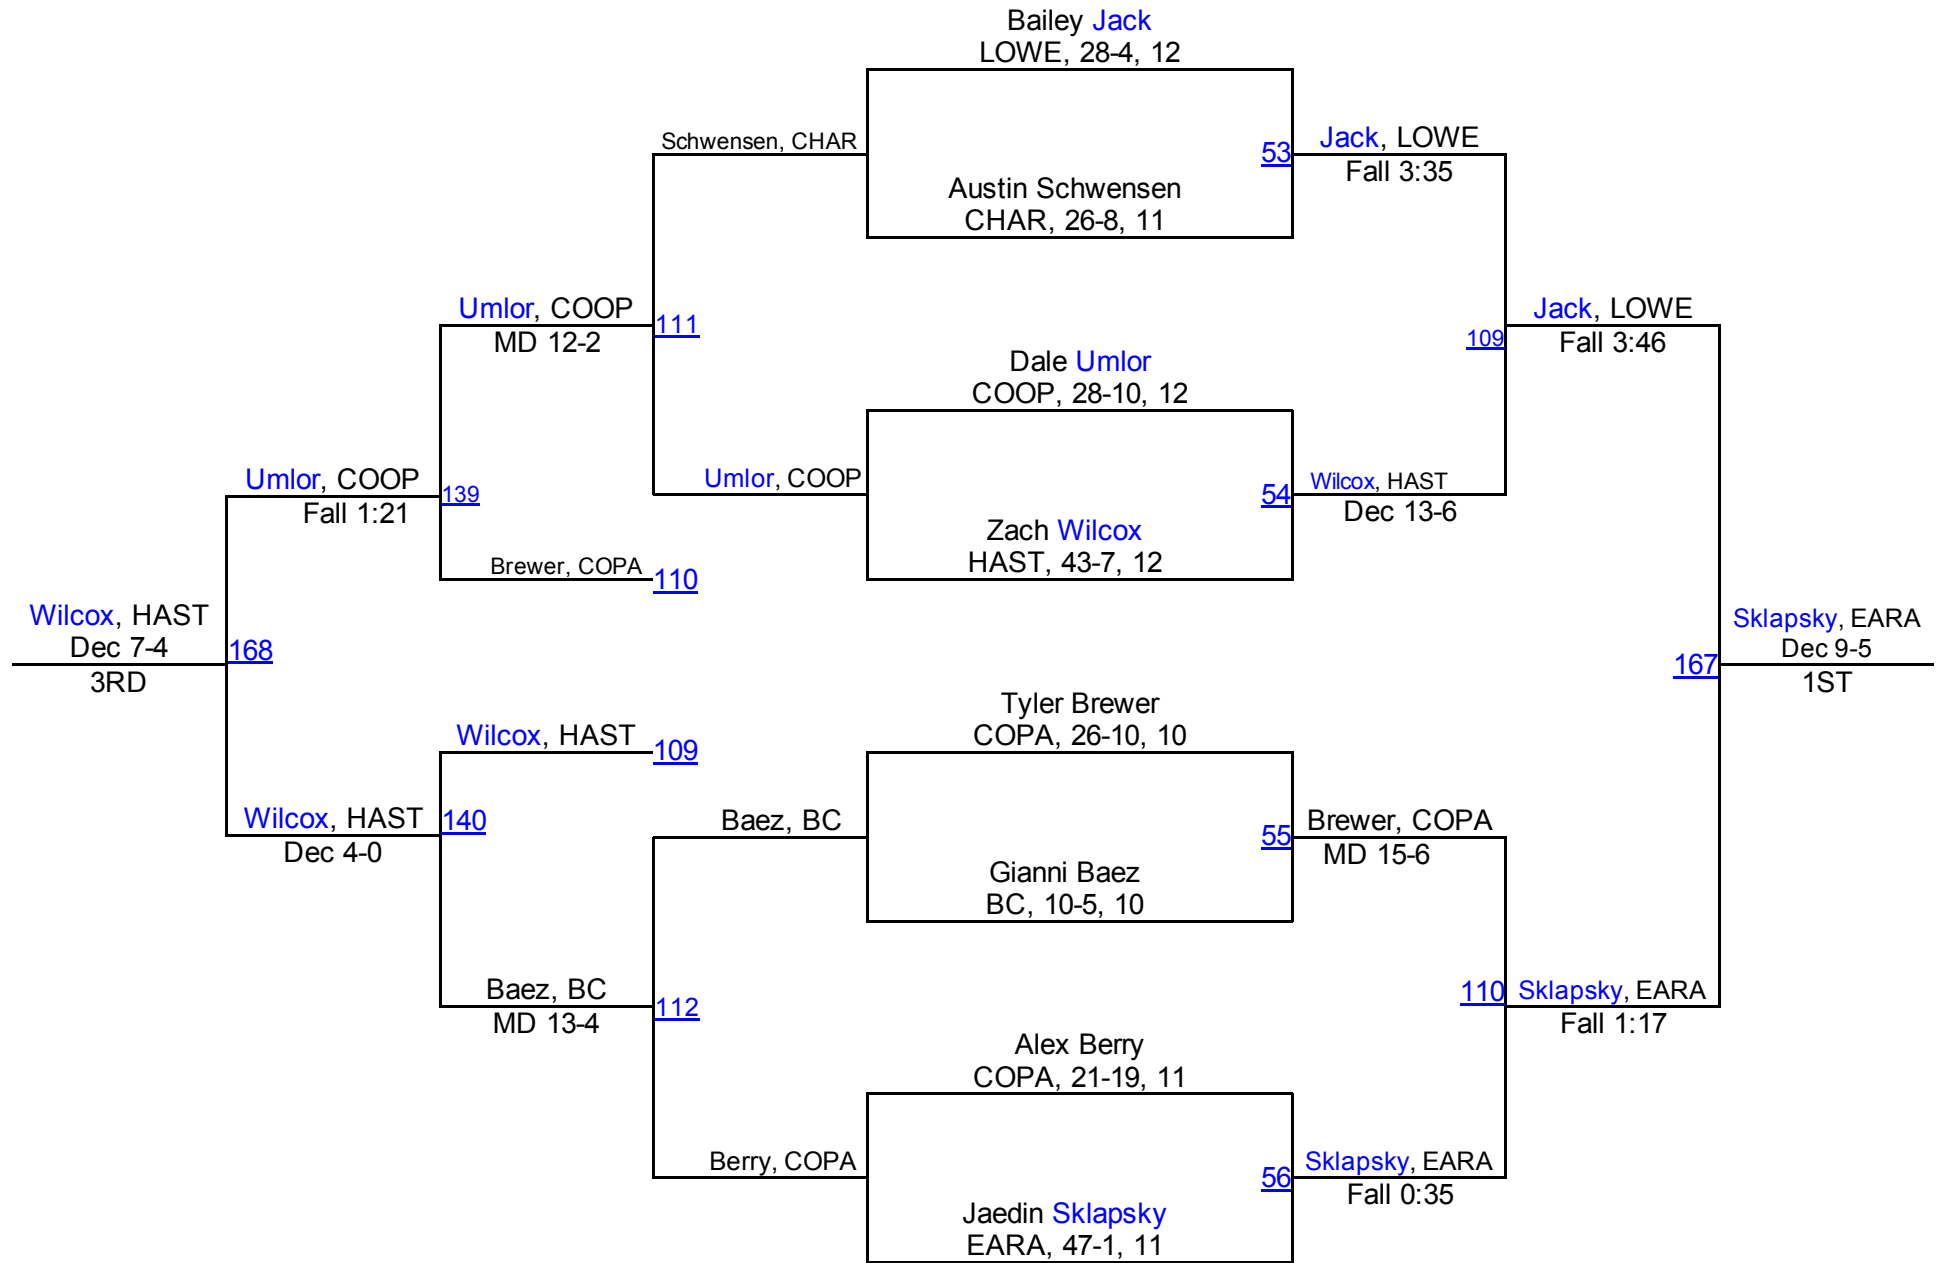 Bailey Jack
LOWE, 28-4, 12
Schwensen, CHAR
53
Jack, LOWE
Fall 3:35
Austin Schwensen
CHAR, 26-8, 11
Umlor, COOP
MD 12-2
111
Jack, LOWE
Fall 3:46
109
Dale Umlor
COOP, 28-10, 12
Umlor, COOP
Fall 1:21
139
Umlor, COOP
54
Wilcox, HAST
Dec 13-6
Zach Wilcox
HAST, 43-7, 12
Brewer, COPA
110
Wilcox, HAST
Dec 7-4
3RD
168
Sklapsky, EARA
Dec 9-5
1ST
167
Tyler Brewer
COPA, 26-10, 10
Wilcox, HAST
109
Wilcox, HAST
Dec 4-0
140
Baez, BC
55
Brewer, COPA
MD 15-6
Gianni Baez
BC, 10-5, 10
Baez, BC
MD 13-4
112
110
Sklapsky, EARA
Fall 1:17
Alex Berry
COPA, 21-19, 11
Berry, COPA
56
Sklapsky, EARA
Fall 0:35
Jaedin Sklapsky
EARA, 47-1, 11